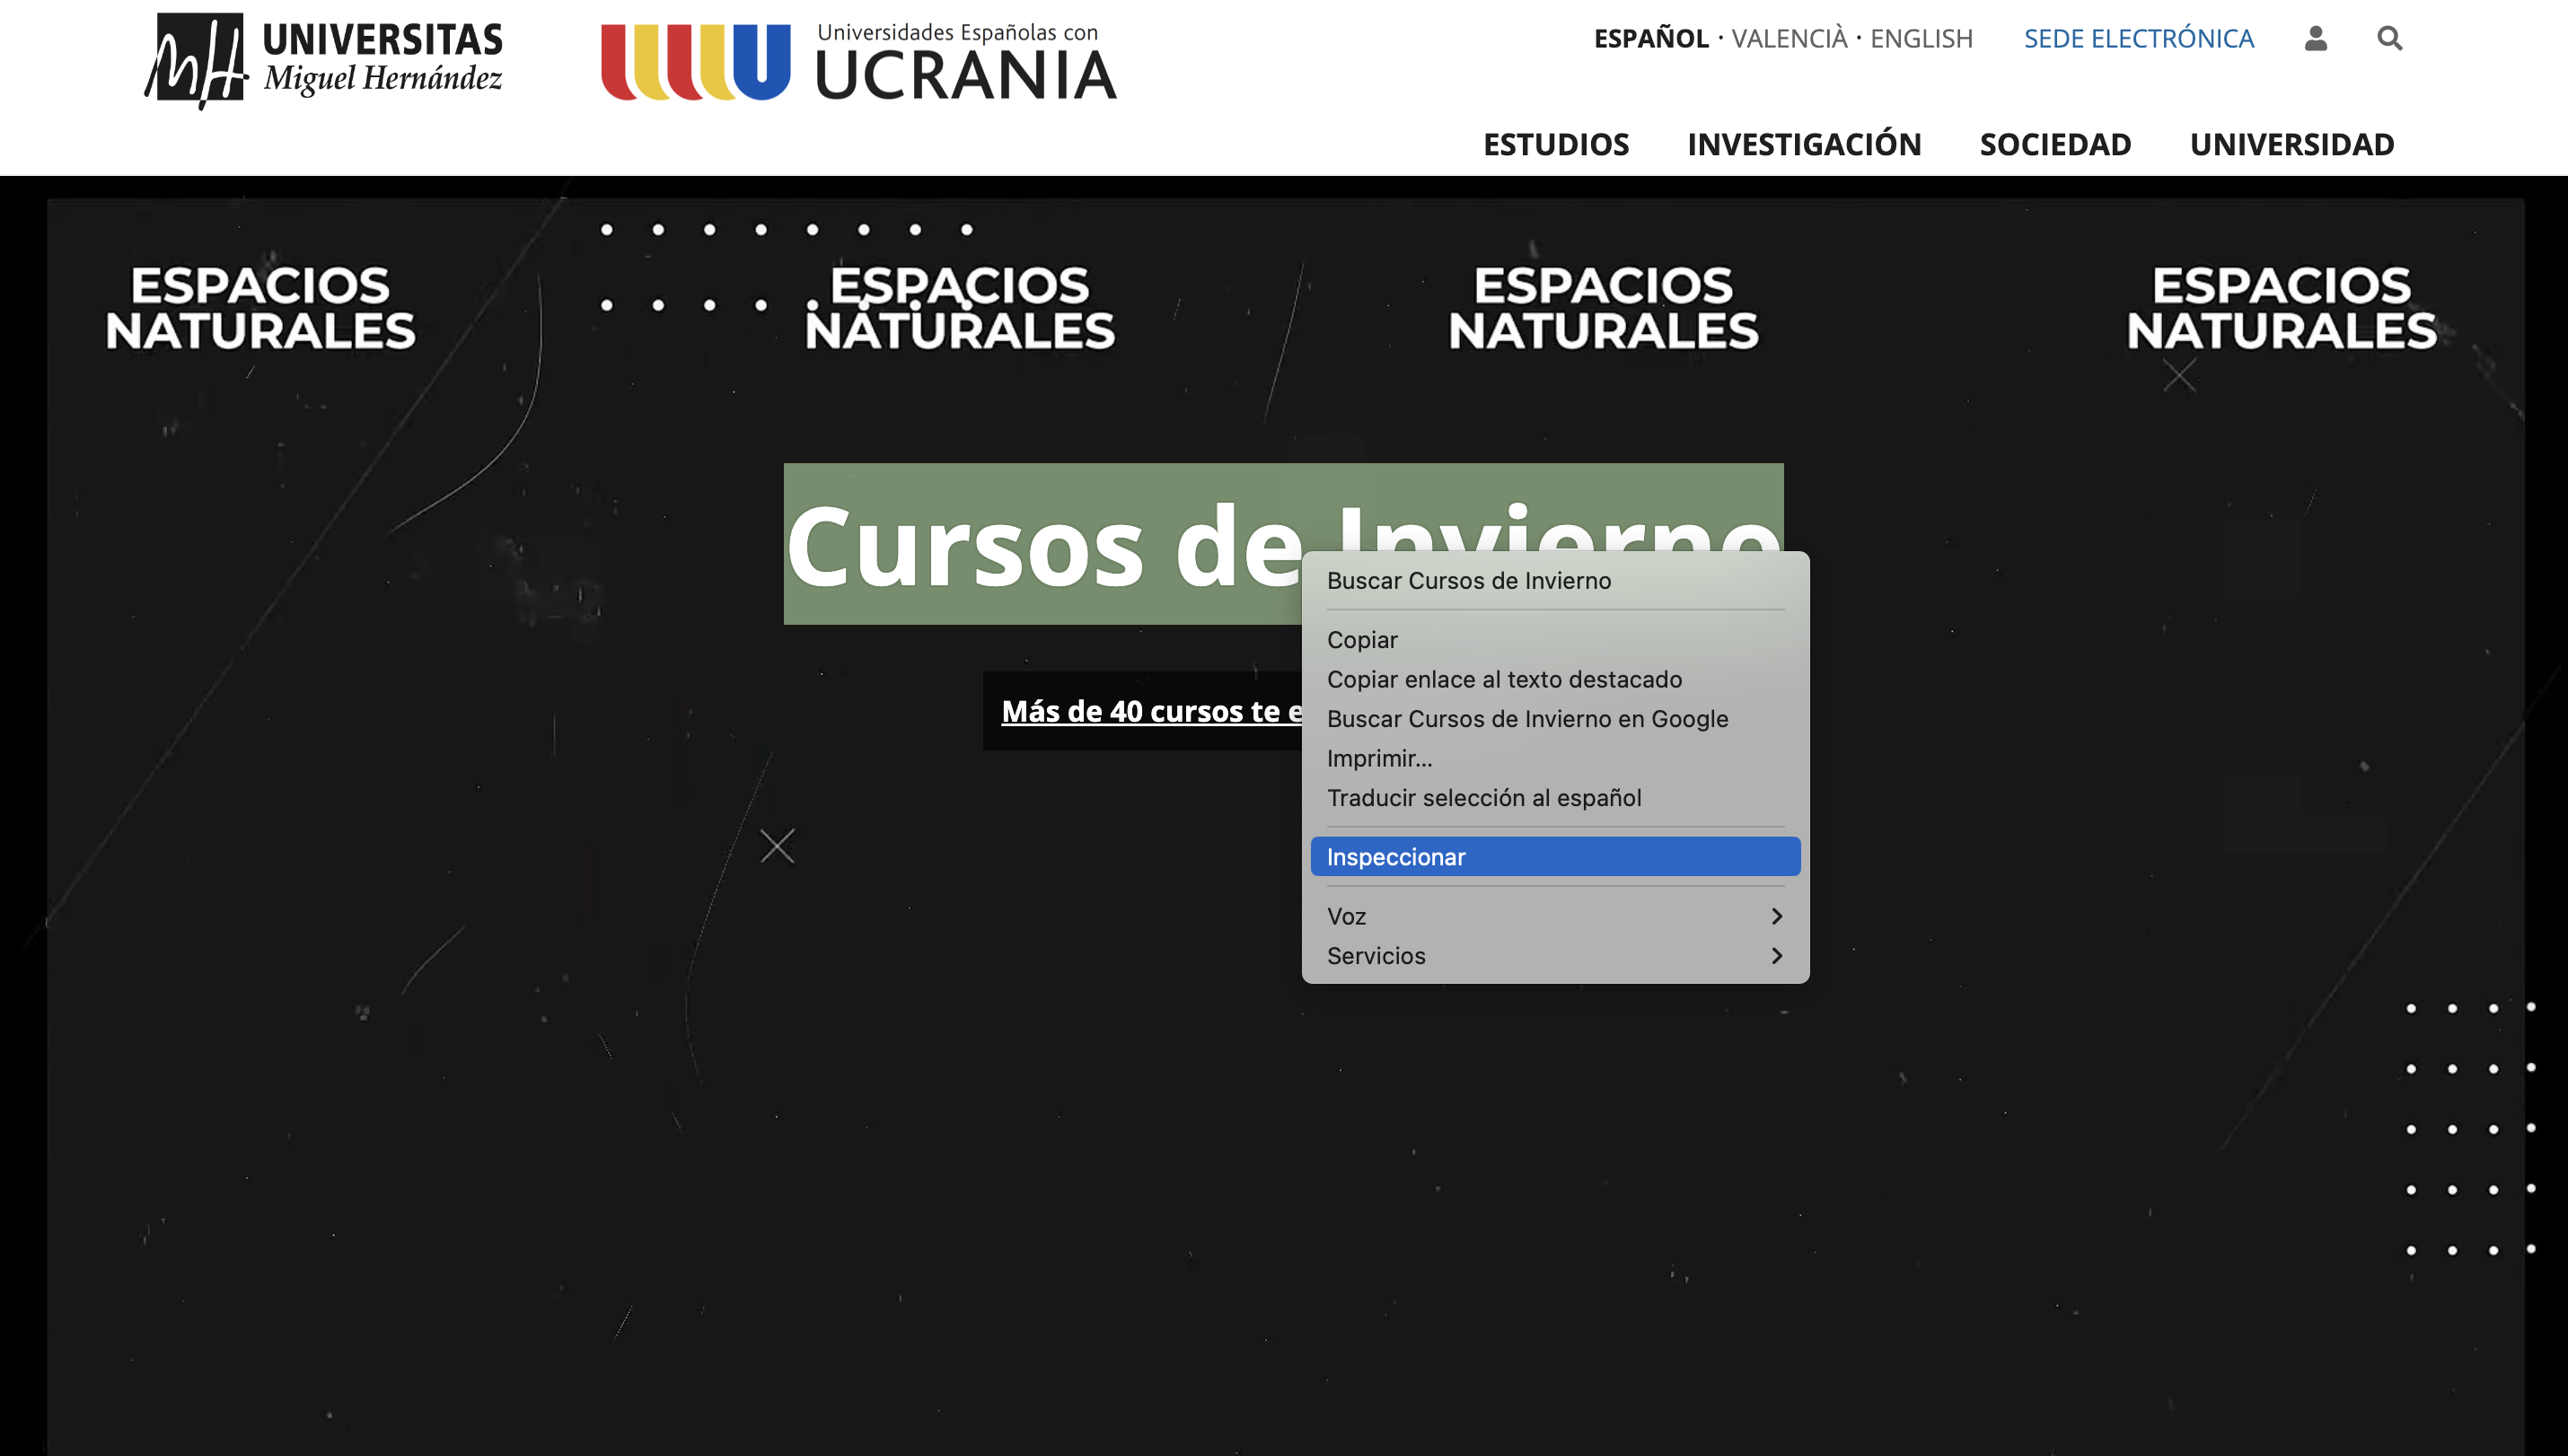 UNIVERSITAS
Miguel Hernández
Universidades Españolas con
UCRANIA
ESPAÑOL · VALENCIÀ · ENGLISH SEDE ELECTRÓNICA
ESTUDIOS INVESTIGACIÓN SOCIEDAD UNIVERSIDAD
ESPACIOS
NATURALES
ESPACIOS
NATURALES
ESPACIOS
NATURALES
ESPACIOS
NATURALES
Cursos de Invierno
Más de 40 cursos te
Buscar Cursos de Invierno
Copiar
Copiar enlace al texto destacado
Buscar Cursos de Invierno en Google
Imprimir...
Traducir selección al español
Inspeccionar
Voz
Servicios